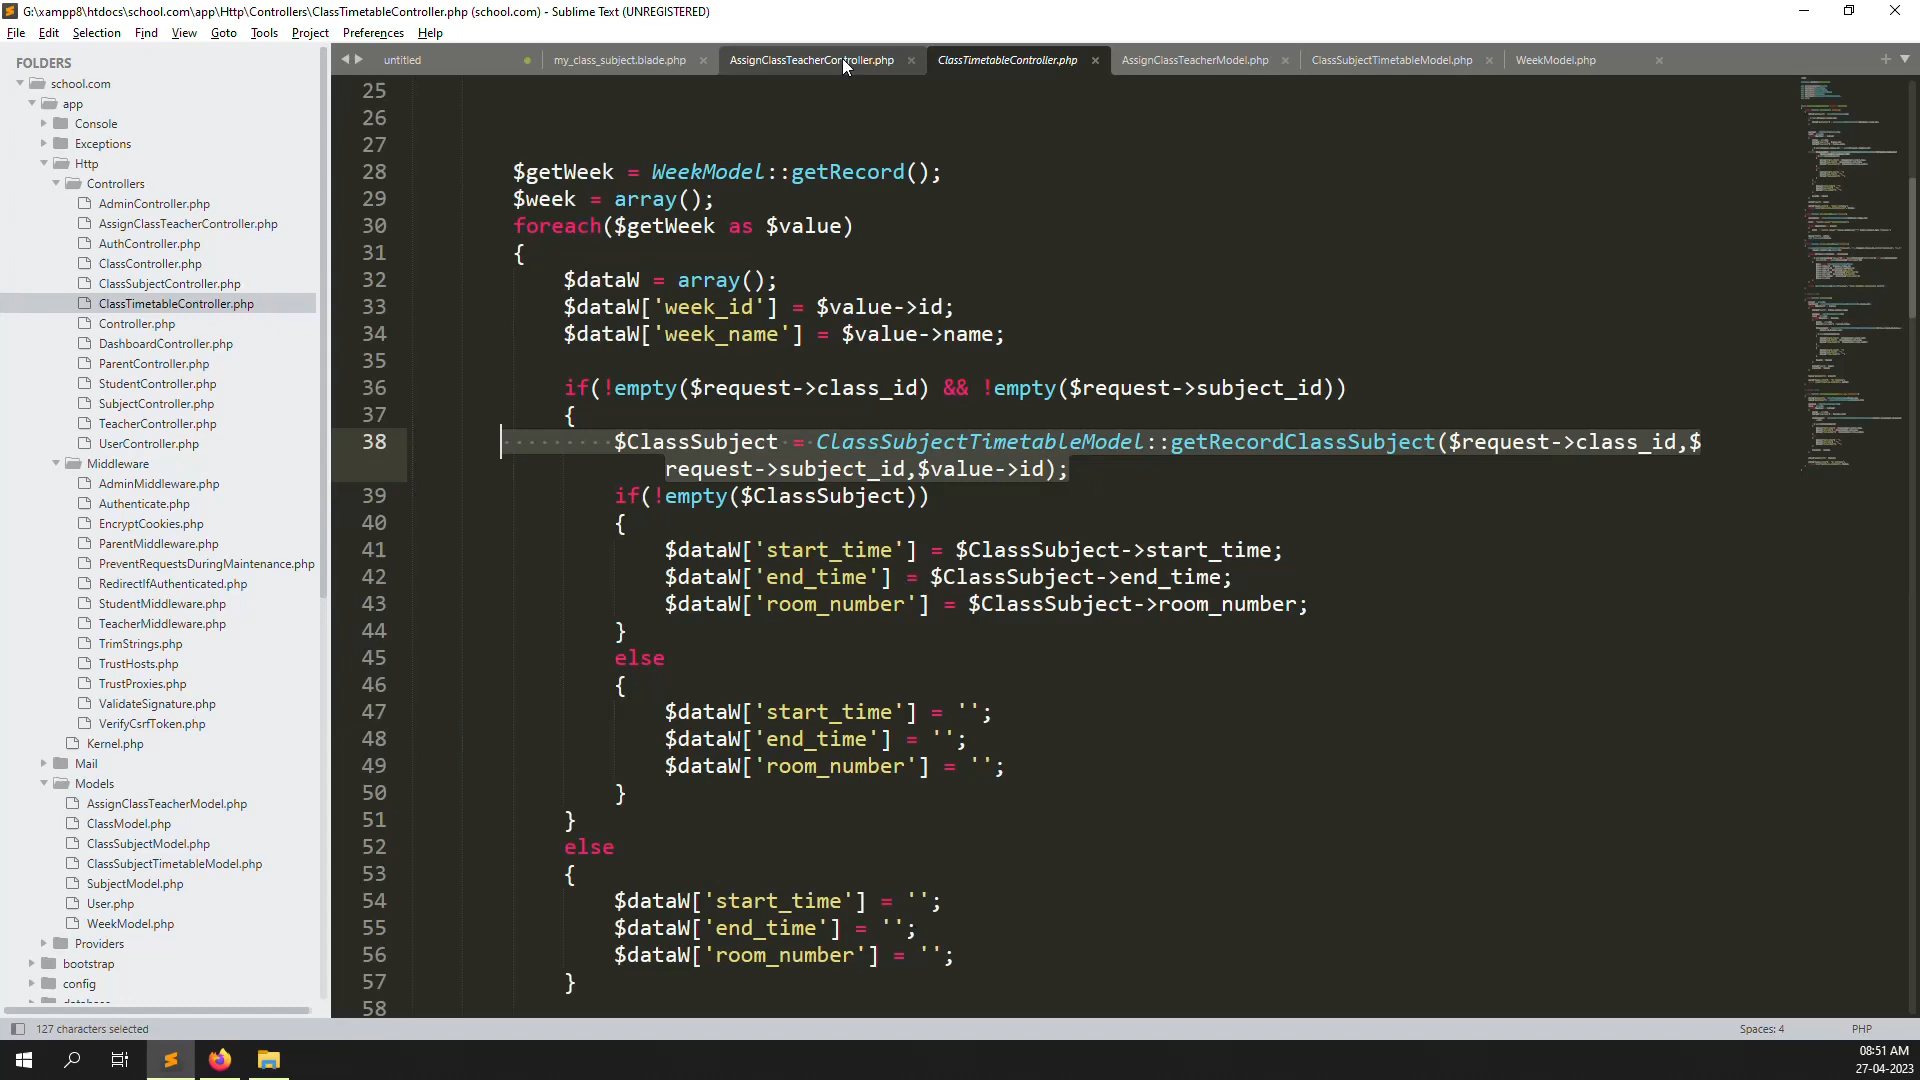 G:\xampp8\htdocs\school.com\app\Http\Controllers\ClassTimetableController.php (school.com) - Sublime Text (UNREGISTERED)
File Edit Selection Find View Goto Tools Project Preferences Help
FOLDERS
school.com
app
Console
Exceptions
Http
Controllers
AdminController.php
AssignClassTeacherController.php
AuthController.php
ClassController.php
ClassSubjectController.php
ClassTimetableController.php
Controller.php
DashboardController.php
ParentController.php
StudentController.php
SubjectController.php
TeacherController.php
UserController.php
Middleware
AdminMiddleware.php
Authenticate.php
EncryptCookies.php
ParentMiddleware.php
PreventRequestsDuringMaintenance.php
RedirectIfAuthenticated.php
StudentMiddleware.php
TeacherMiddleware.php
TrimStrings.php
TrustHosts.php
TrustProxies.php
ValidateSignature.php
VerifyCsrfToken.php
Kernel.php
Mail
Models
AssignClassTeacherModel.php
ClassModel.php
ClassSubjectModel.php
ClassSubjectTimetableModel.php
SubjectModel.php
User.php
WeekModel.php
Providers
bootstrap
config
database
untitled my_class_subject.blade.php AssignClassTeacherController.php ClassTimetableController.php AssignClassTeacherModel.php ClassSubjectTimetableModel.php WeekModel.php
25
26
27
28 $getWeek = WeekModel::getRecord();
29 $week = array();
30 foreach($getWeek as $value)
31 {
32 $dataW = array();
33 $dataW['week_id'] = $value->id;
34 $dataW['week_name'] = $value->name;
35
36 if(!empty($request->class_id) && !empty($request->subject_id))
37 {
38 $ClassSubject = ClassSubjectTimetableModel::getRecordClassSubject($request->class_id,$
request->subject_id,$value->id);
39 if(!empty($ClassSubject))
40 {
41 $dataW['start_time'] = $ClassSubject->start_time;
42 $dataW['end_time'] = $ClassSubject->end_time;
43 $dataW['room_number'] = $ClassSubject->room_number;
44 }
45 else
46 {
47 $dataW['start_time'] = '';
48 $dataW['end_time'] = '';
49 $dataW['room_number'] = '';
50 }
51 }
52 else
53 {
54 $dataW['start_time'] = '';
55 $dataW['end_time'] = '';
56 $dataW['room_number'] = '';
57 }
58
127 characters selected Spaces: 4 PHP
08:51 AM
27-04-2023